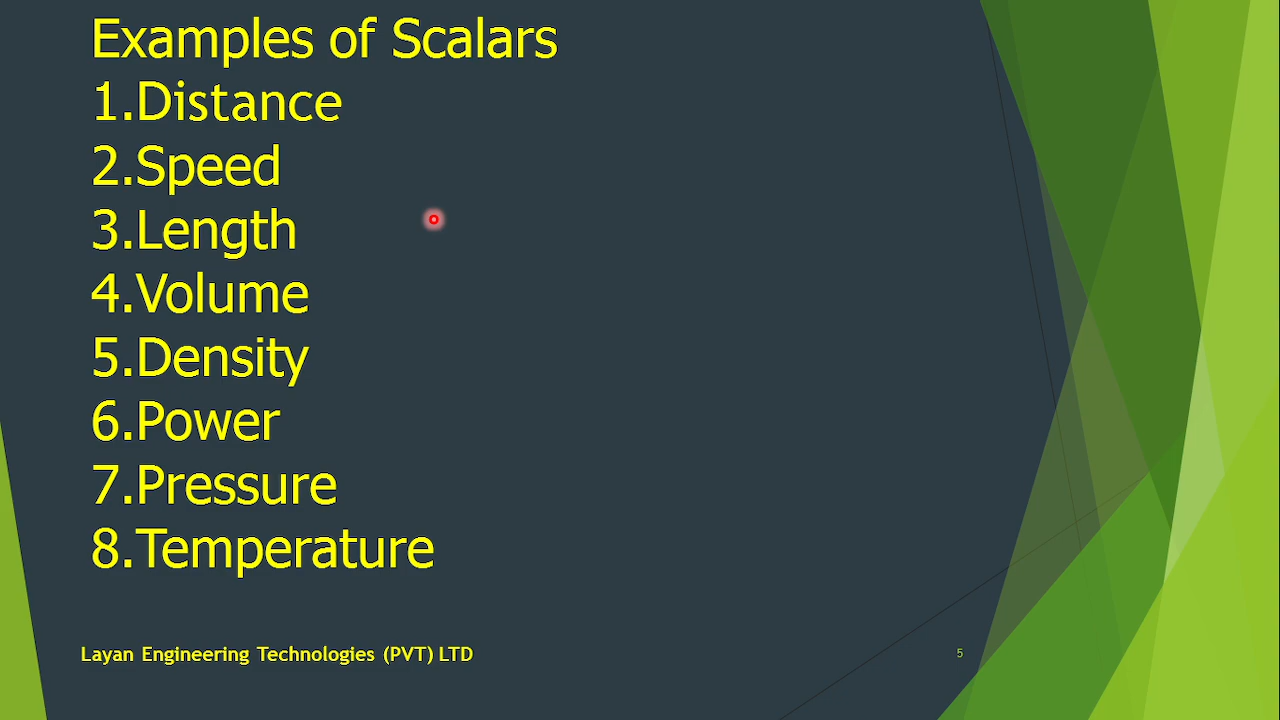 Examples of Scalars
1.Distance
2.Speed
3.Length
4.Volume
5.Density
6.Power
7.Pressure
8.Temperature
Layan Engineering Technologies (PVT) LTD
5